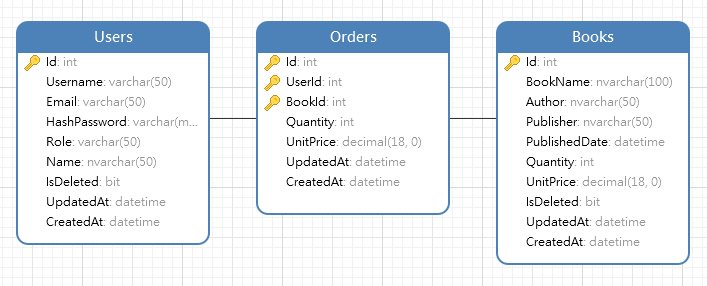 Users
Id: int
Username: varchar(50)
Email: varchar(50)
HashPassword: varchar(m...
Role: varchar(50)
Name: nvarchar(50)
IsDeleted: bit
UpdatedAt: datetime
CreatedAt: datetime
Orders
Id: int
UserId: int
BookId: int
Quantity: int
UnitPrice: decimal(18, 0)
UpdatedAt: datetime
CreatedAt: datetime
Books
Id: int
BookName: nvarchar(100)
Author: nvarchar(50)
Publisher: nvarchar(50)
PublishedDate: datetime
Quantity: int
UnitPrice: decimal(18, 0)
IsDeleted: bit
UpdatedAt: datetime
CreatedAt: datetime